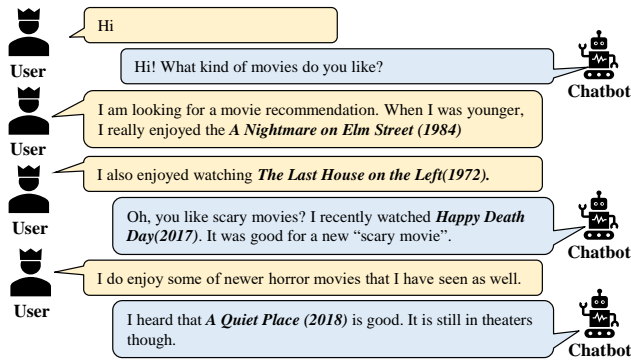 Hi
User
Hi! What kind of movies do you like?
Chatbot
I am looking for a movie recommendation. When I was younger,
I really enjoyed the A Nightmare on Elm Street (1984)
User
I also enjoyed watching The Last House on the Left(1972).
User
Oh, you like scary movies? I recently watched Happy Death
Day(2017). It was good for a new “scary movie”.
Chatbot
I do enjoy some of newer horror movies that I have seen as well.
User
I heard that A Quiet Place (2018) is good. It is still in theaters
though.
Chatbot